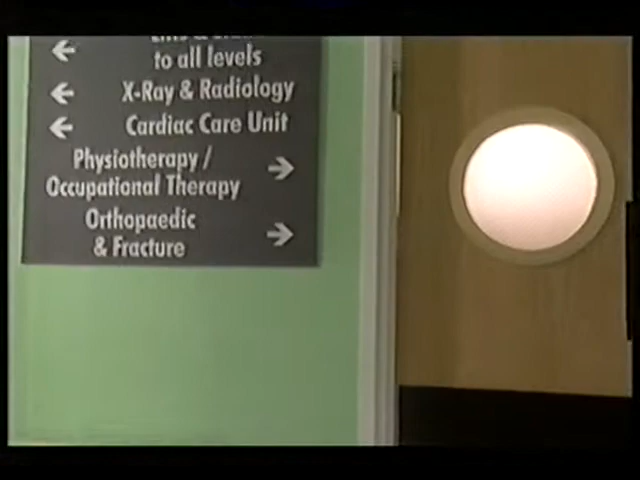 to all levels
X-Ray & Radiology
Cardiac Care Unit
Physiotherapy /
Occupational Therapy
Orthopaedic
& Fracture